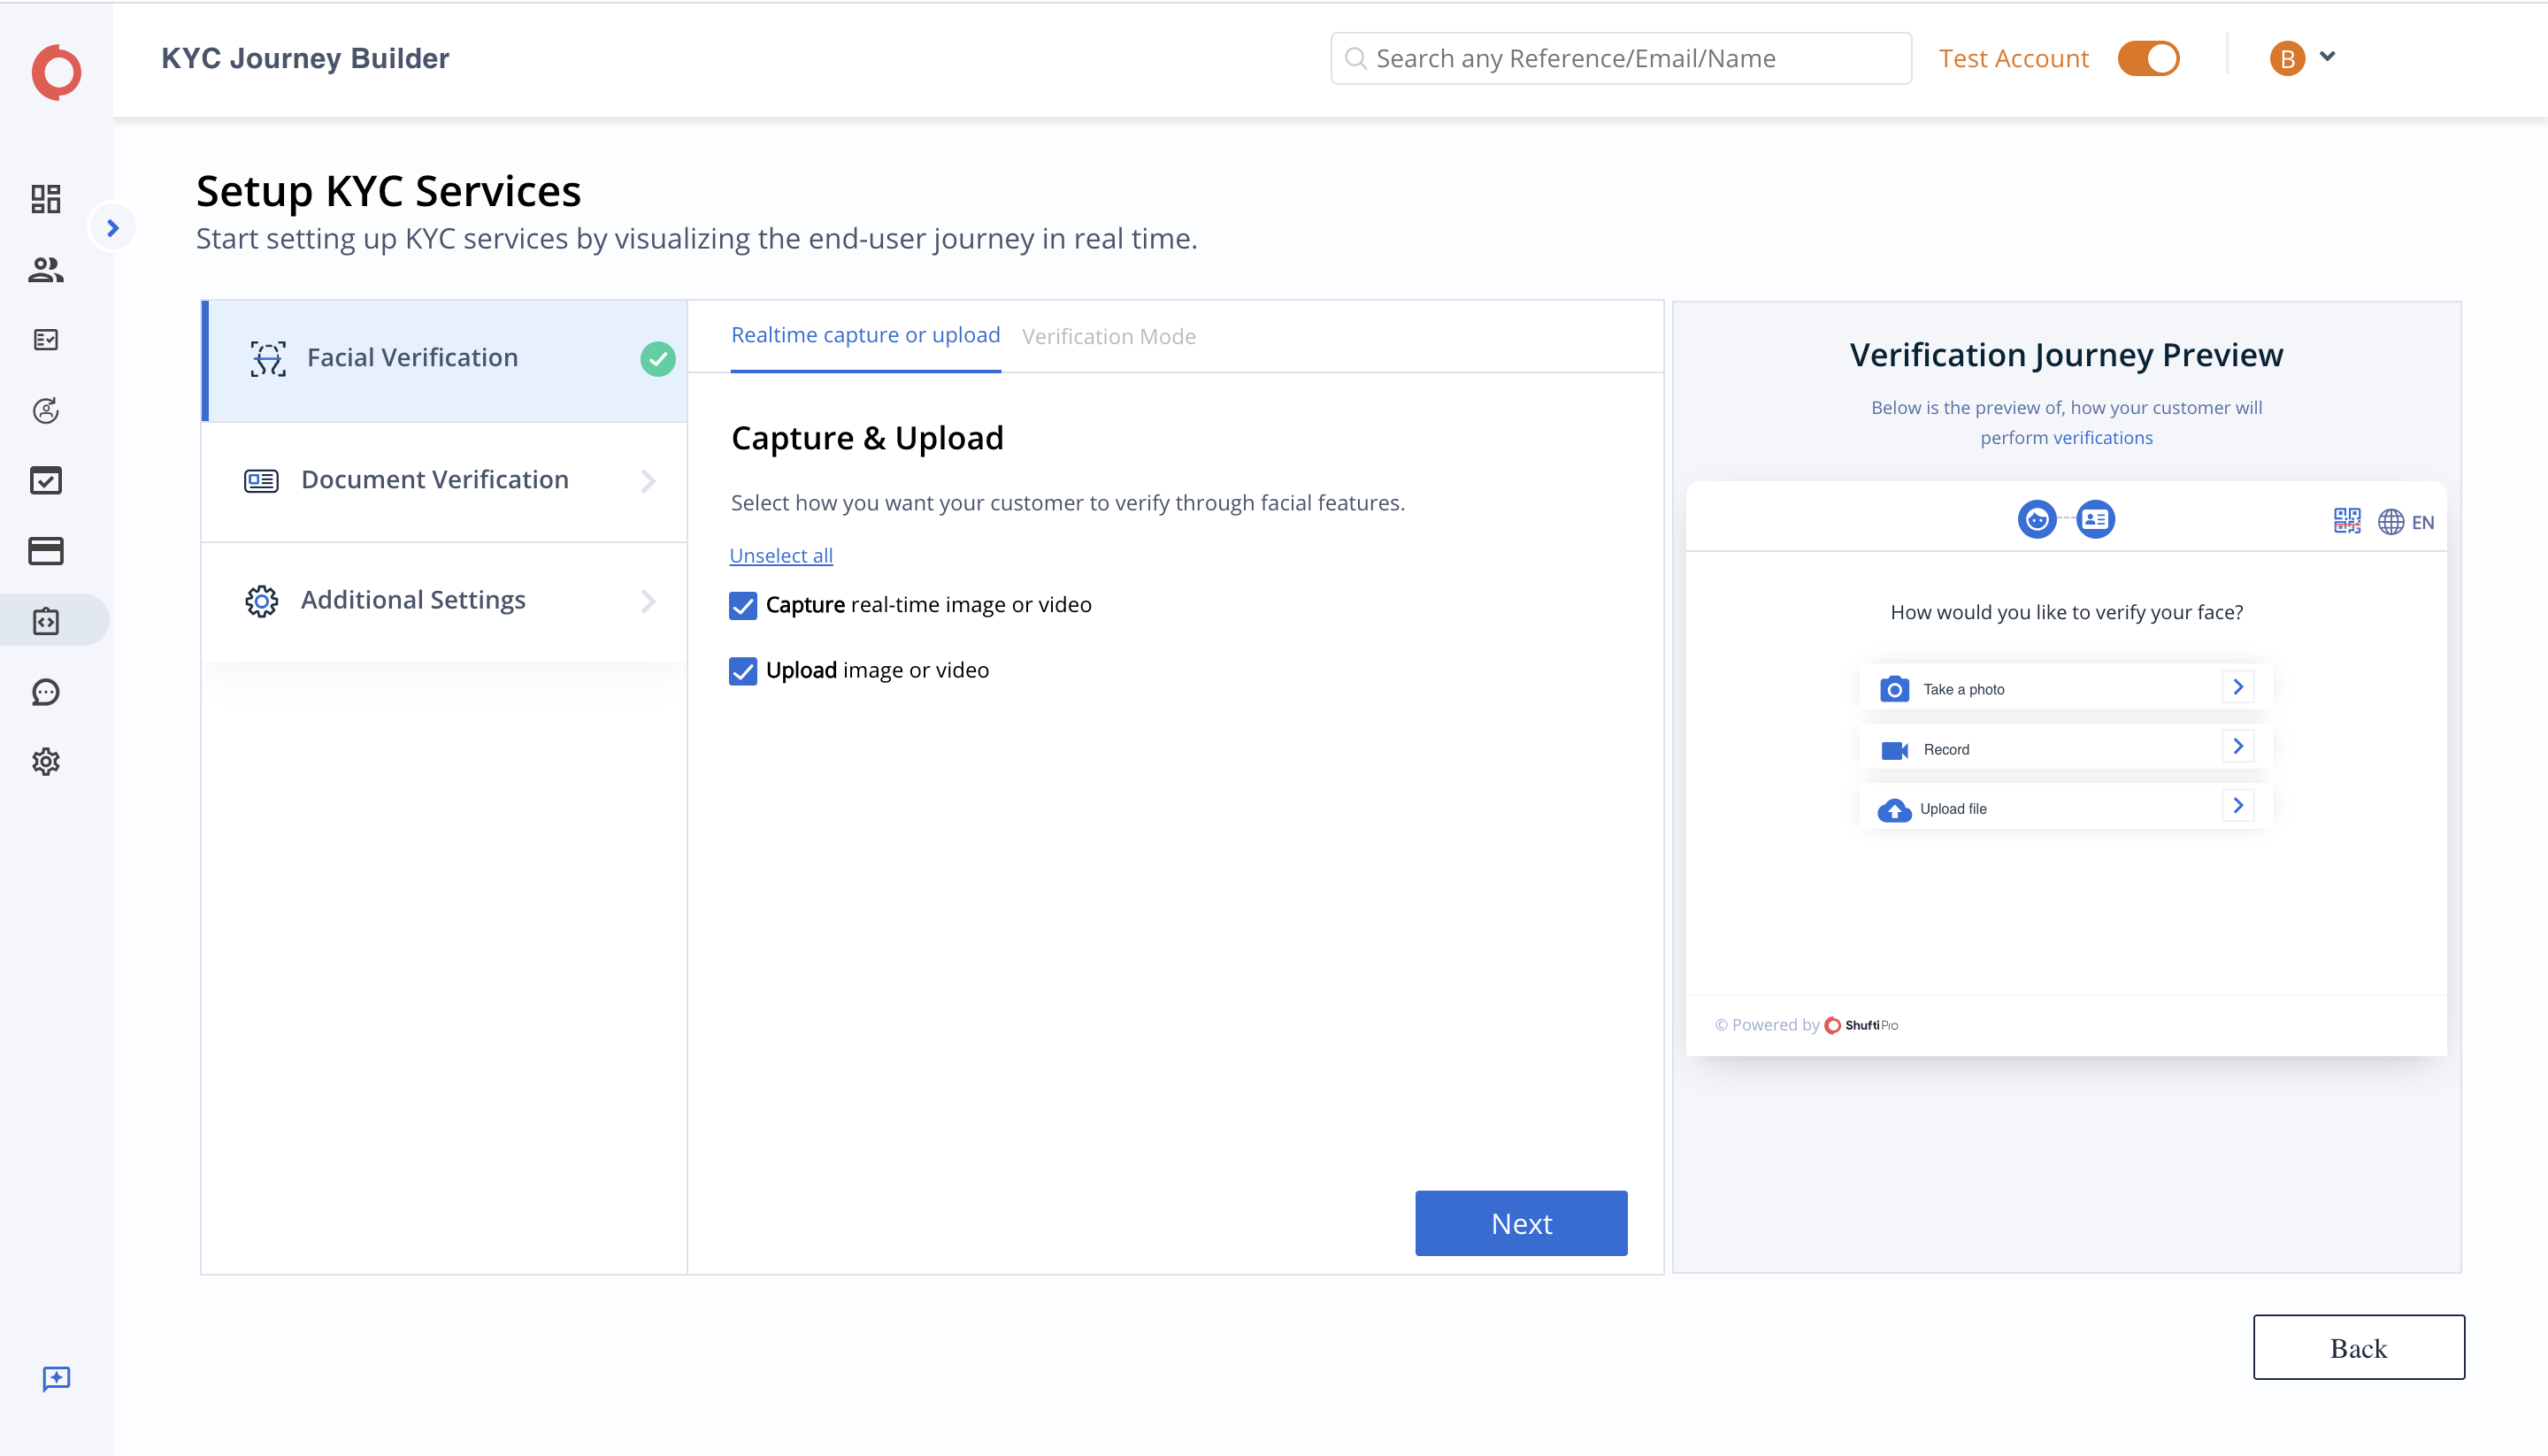 KYC Journey Builder
Search any Reference/Email/Name
Test Account
B
Setup KYC Services
Start setting up KYC services by visualizing the end-user journey in real time.
Facial Verification
Document Verification
Additional Settings
Realtime capture or upload
Verification Mode
Capture & Upload
Select how you want your customer to verify through facial features.
Unselect all
Capture real-time image or video
Upload image or video
Next
Verification Journey Preview
Below is the preview of, how your customer will
perform verifications
EN
How would you like to verify your face?
Take a photo
Record
Upload file
© Powered by Shufti Pro
Back